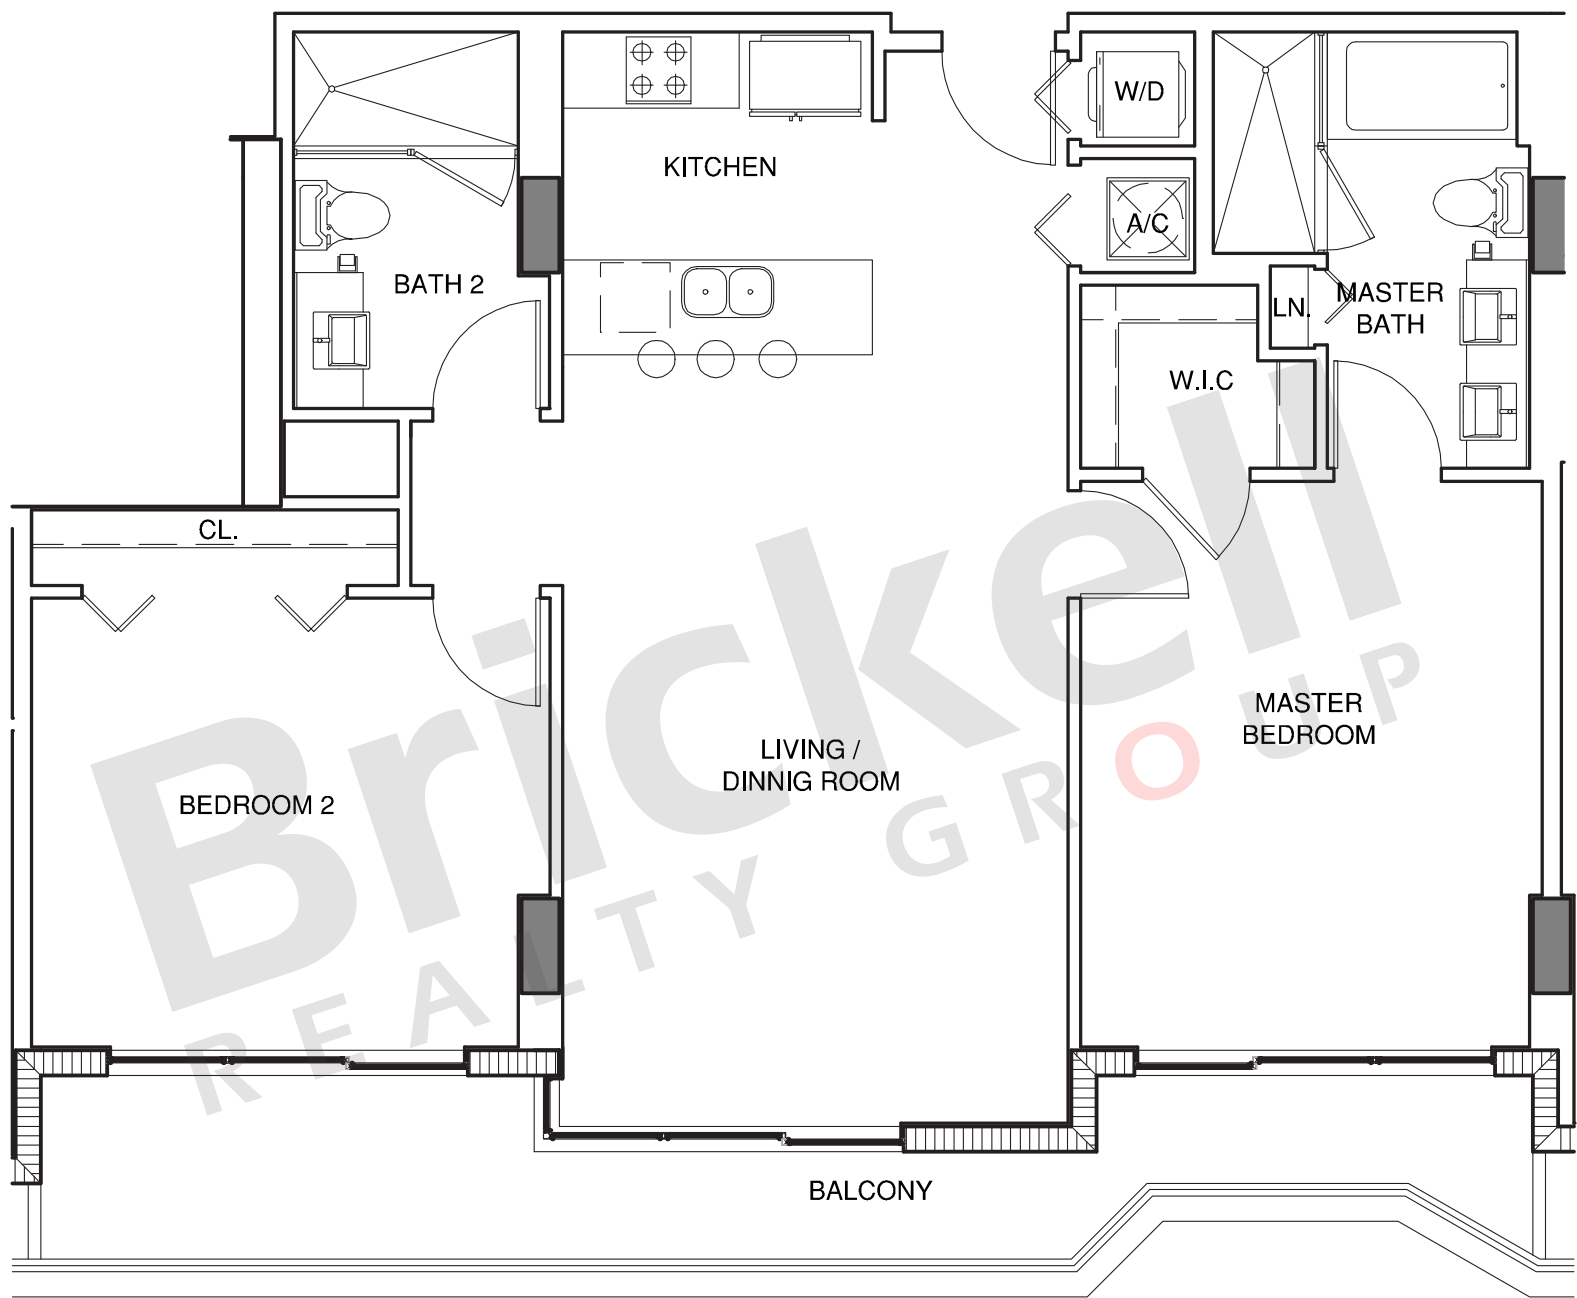 W/D
KITCHEN
A/C
BATH 2
MASTER
BATH
LN.
W.I.C
CL.
MASTER
BEDROOM
LIVING /
DINNIG ROOM
BEDROOM 2
Brickell
REALTY GROUP
BALCONY